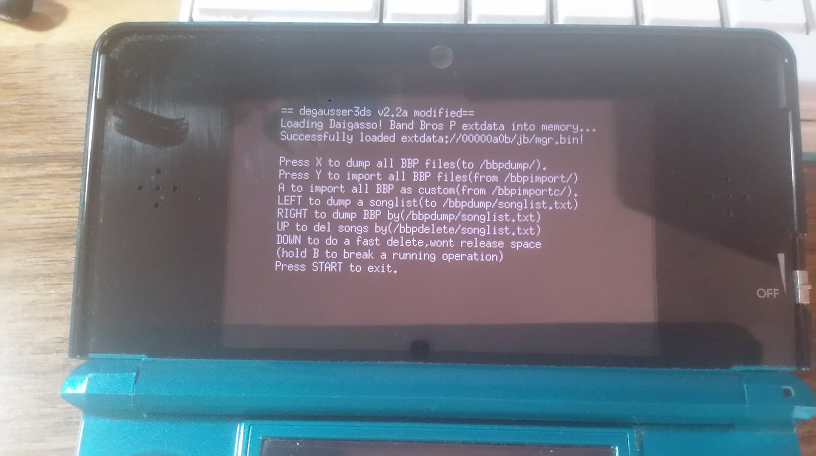 == degausser3ds v2.2a modified==
Loading Daigasso! Band Bros P extdata into memory...
Successfully loaded extdata://00000a0b/jb/mgr.bin!
Press X to dump all BBP files(to /bbpdump/).
Press Y to import all BBP files(from /bbpimport/)
A to import all BBP as custom(from /bbpimportc/).
LEFT to dump a songlist(to /bbpdump/songlist.txt)
RIGHT to dump BBP by(/bbpdump/songlist.txt)
UP to del songs by(/bbpdelete/songlist.txt)
DOWN to do a fast delete,wont release space
(hold B to break a running operation)
Press START to exit.
OFF